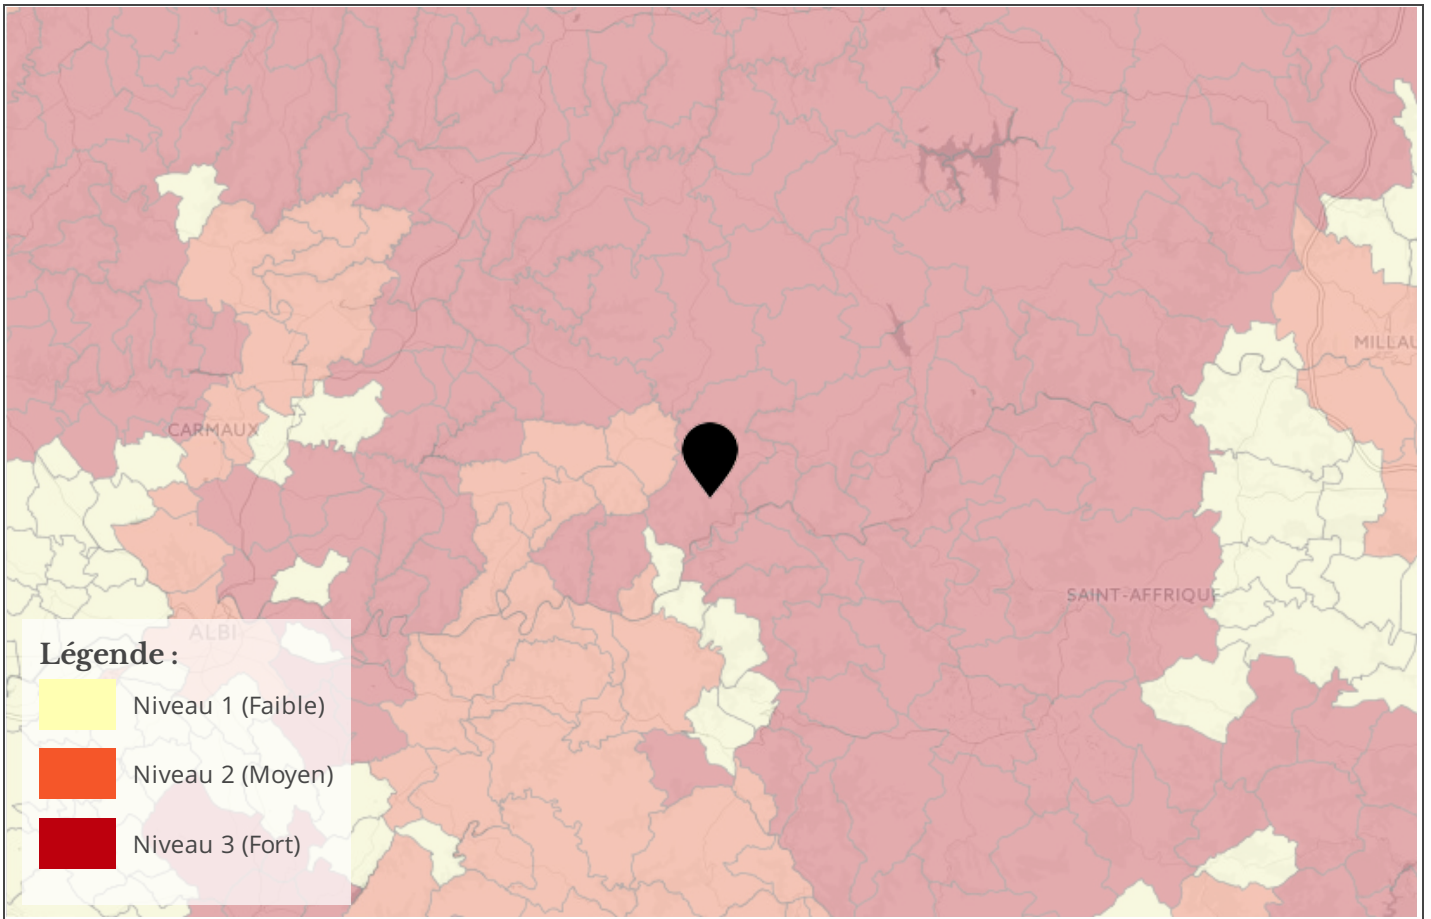 MILLAU
CARMAUX
SAINT-AFFRIQUE
ALBI
Légende :
Niveau 1 (Faible)
Niveau 2 (Moyen)
Niveau 3 (Fort)